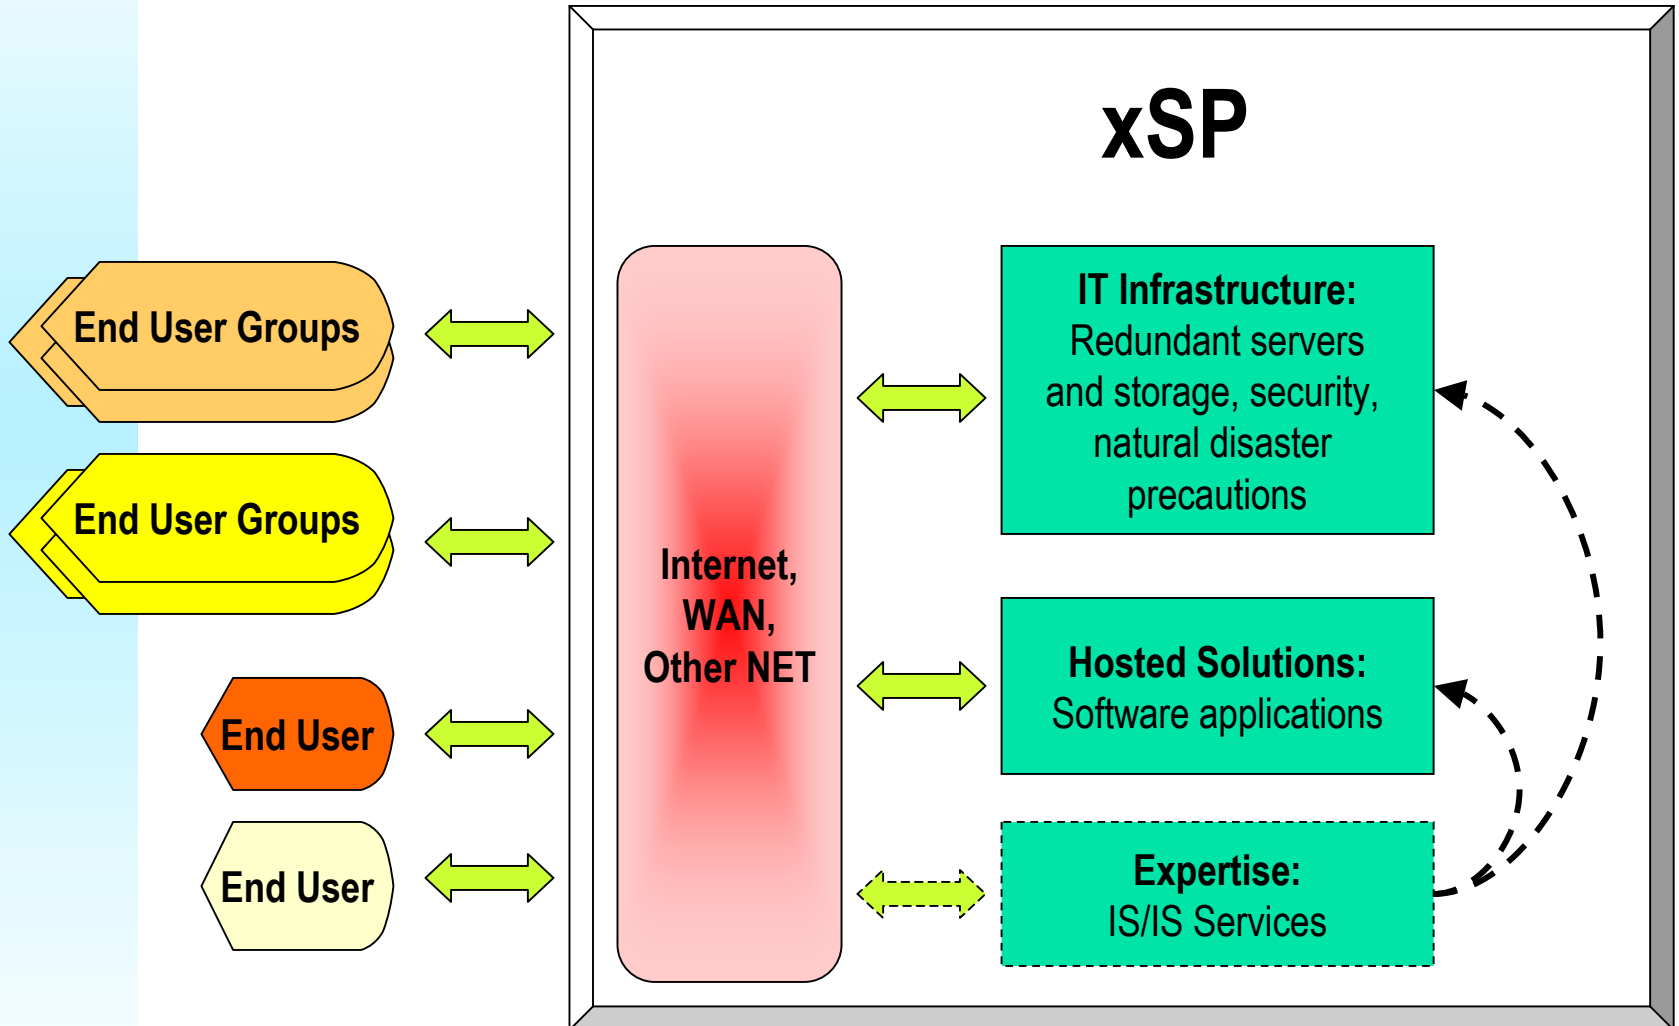 xSP
End User Groups
End User Groups
End User
End User
Internet,
WAN,
Other NET
IT Infrastructure:
Redundant servers
and storage, security,
natural disaster
precautions
Hosted Solutions:
Software applications
Expertise:
IS/IS Services